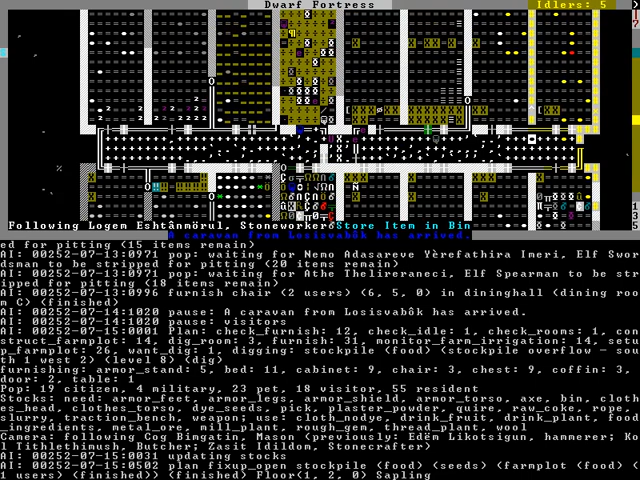 Dwarf Fortress
Idlers: 5
Following Logem Eshtânmörul, Stoneworker
Store Item in Bin
A caravan from Losisvabôk has arrived.
ed for pitting (15 items remain)
AI: 00252-07-13:0971 pop: waiting for Nemo Adasareve Yèrefathira Imeri, Elf Swor
dsman to be stripped for pitting (20 items remain)
AI: 00252-07-13:0971 pop: waiting for Athe Thelireraneci, Elf Spearman to be st
ripped for pitting (18 items remain)
AI: 00252-07-13:0996 furnish chair (2 users) (6, 5, 0) in dininghall (dining roo
m C) (finished)
AI: 00252-07-14:1020 pause: A caravan from Losisvabôk has arrived.
AI: 00252-07-14:1020 pause: visitors
AI: 00252-07-15:0001 Plan: check_furnish: 12, check_idle: 1, check_rooms: 1, con
struct_farmplot: 14, dig_room: 3, furnish: 31, monitor_farm_irrigation: 14, setu
p_farmplot: 26, want_dig: 1, digging: stockpile (food) (stockpile overflow - sou
th 1 west 2) (level 8) (dig)
furnishing: armor_stand: 5, bed: 11, cabinet: 9, chair: 3, chest: 9, coffin: 3,
door: 2, table: 1
Pop: 19 citizen, 4 military, 23 pet, 18 visitor, 55 resident
Stocks: need: armor_feet, armor_legs, armor_shield, armor_torso, axe, bin, cloth
es_head, clothes_torso, dye_seeds, pick, plaster_powder, quire, raw_coke, rope,
slurry, traction_bench, weapon; use: cloth_nodye, drink_fruit, drink_plant, food
_ingredients, metal_ore, mill_plant, rough_gem, thread_plant, wool
Camera: following Cog Bimgatin, Mason (previously: Edëm Likotsigun, hammerer; Ko
l Tithlethimush, Butcher; Zasit Idildom, Stonecrafter)
AI: 00252-07-15:0031 updating stocks
AI: 00252-07-15:0502 plan fixup_open stockpile (food) (seeds) (farmplot (food) (
1 users) (finished)) (finished) Floor(1, 2, 0) Sapling